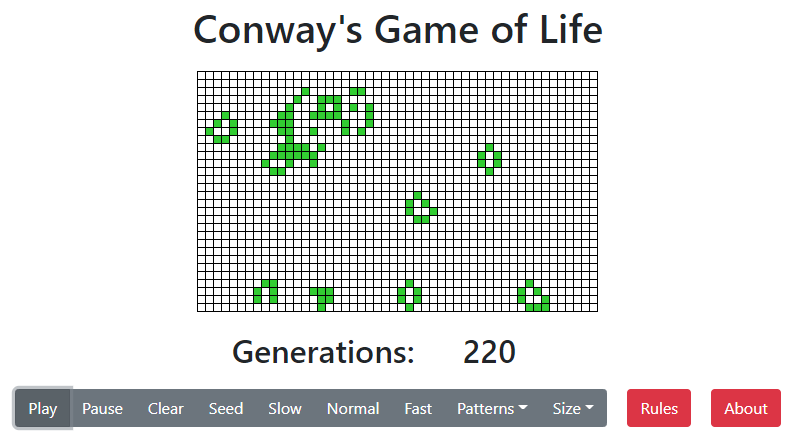 Conway's Game of Life
Generations: 220
Play Pause Clear Seed Slow Normal Fast Patterns Size Rules About